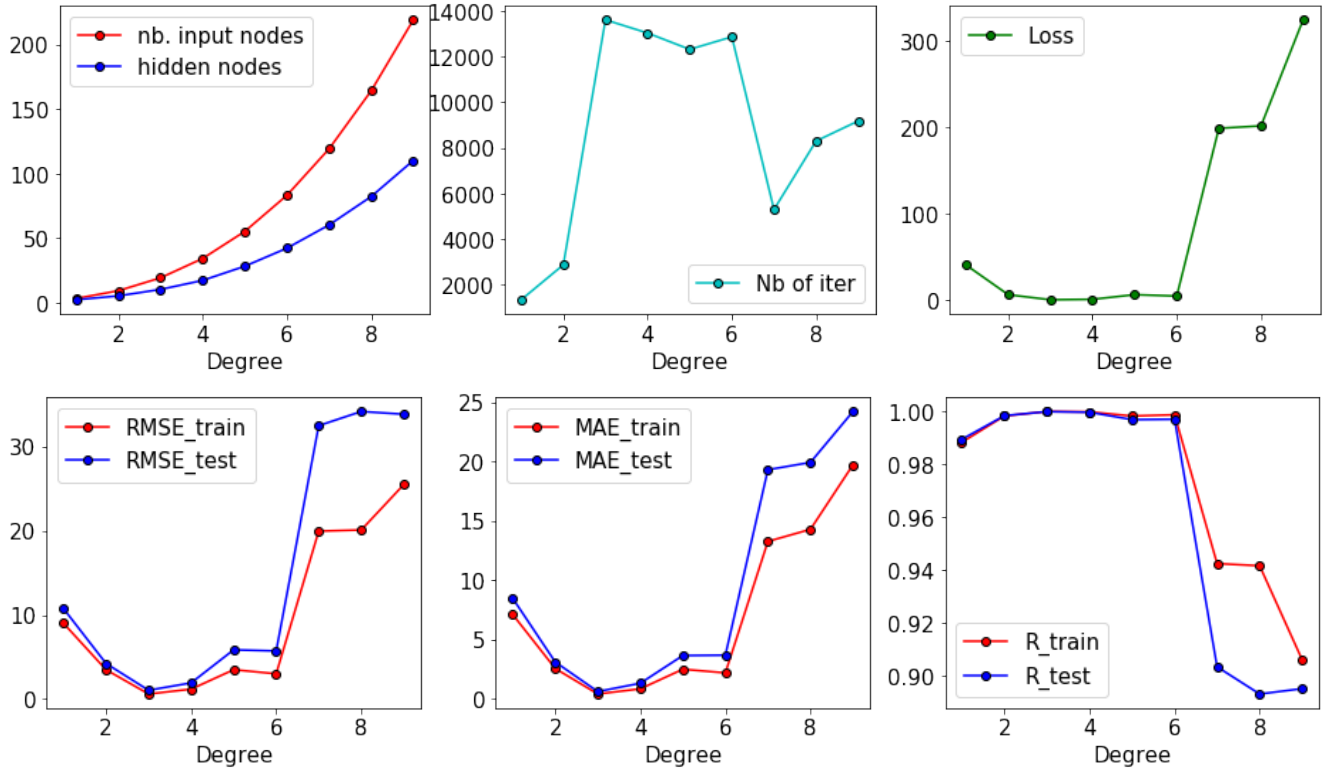 nb. input nodes
hidden nodes
200
150
100
50
0
2 4 6 8
Degree
14000
12000
10000
8000
6000
4000
2000
Nb of iter
2 4 6 8
Degree
Loss
300
200
100
0
2 4 6 8
Degree
RMSE_train
RMSE_test
30
20
10
0
2 4 6 8
Degree
MAE_train
MAE_test
25
20
15
10
5
0
2 4 6 8
Degree
1.00
0.98
0.96
0.94
0.92
0.90
R_train
R_test
2 4 6 8
Degree